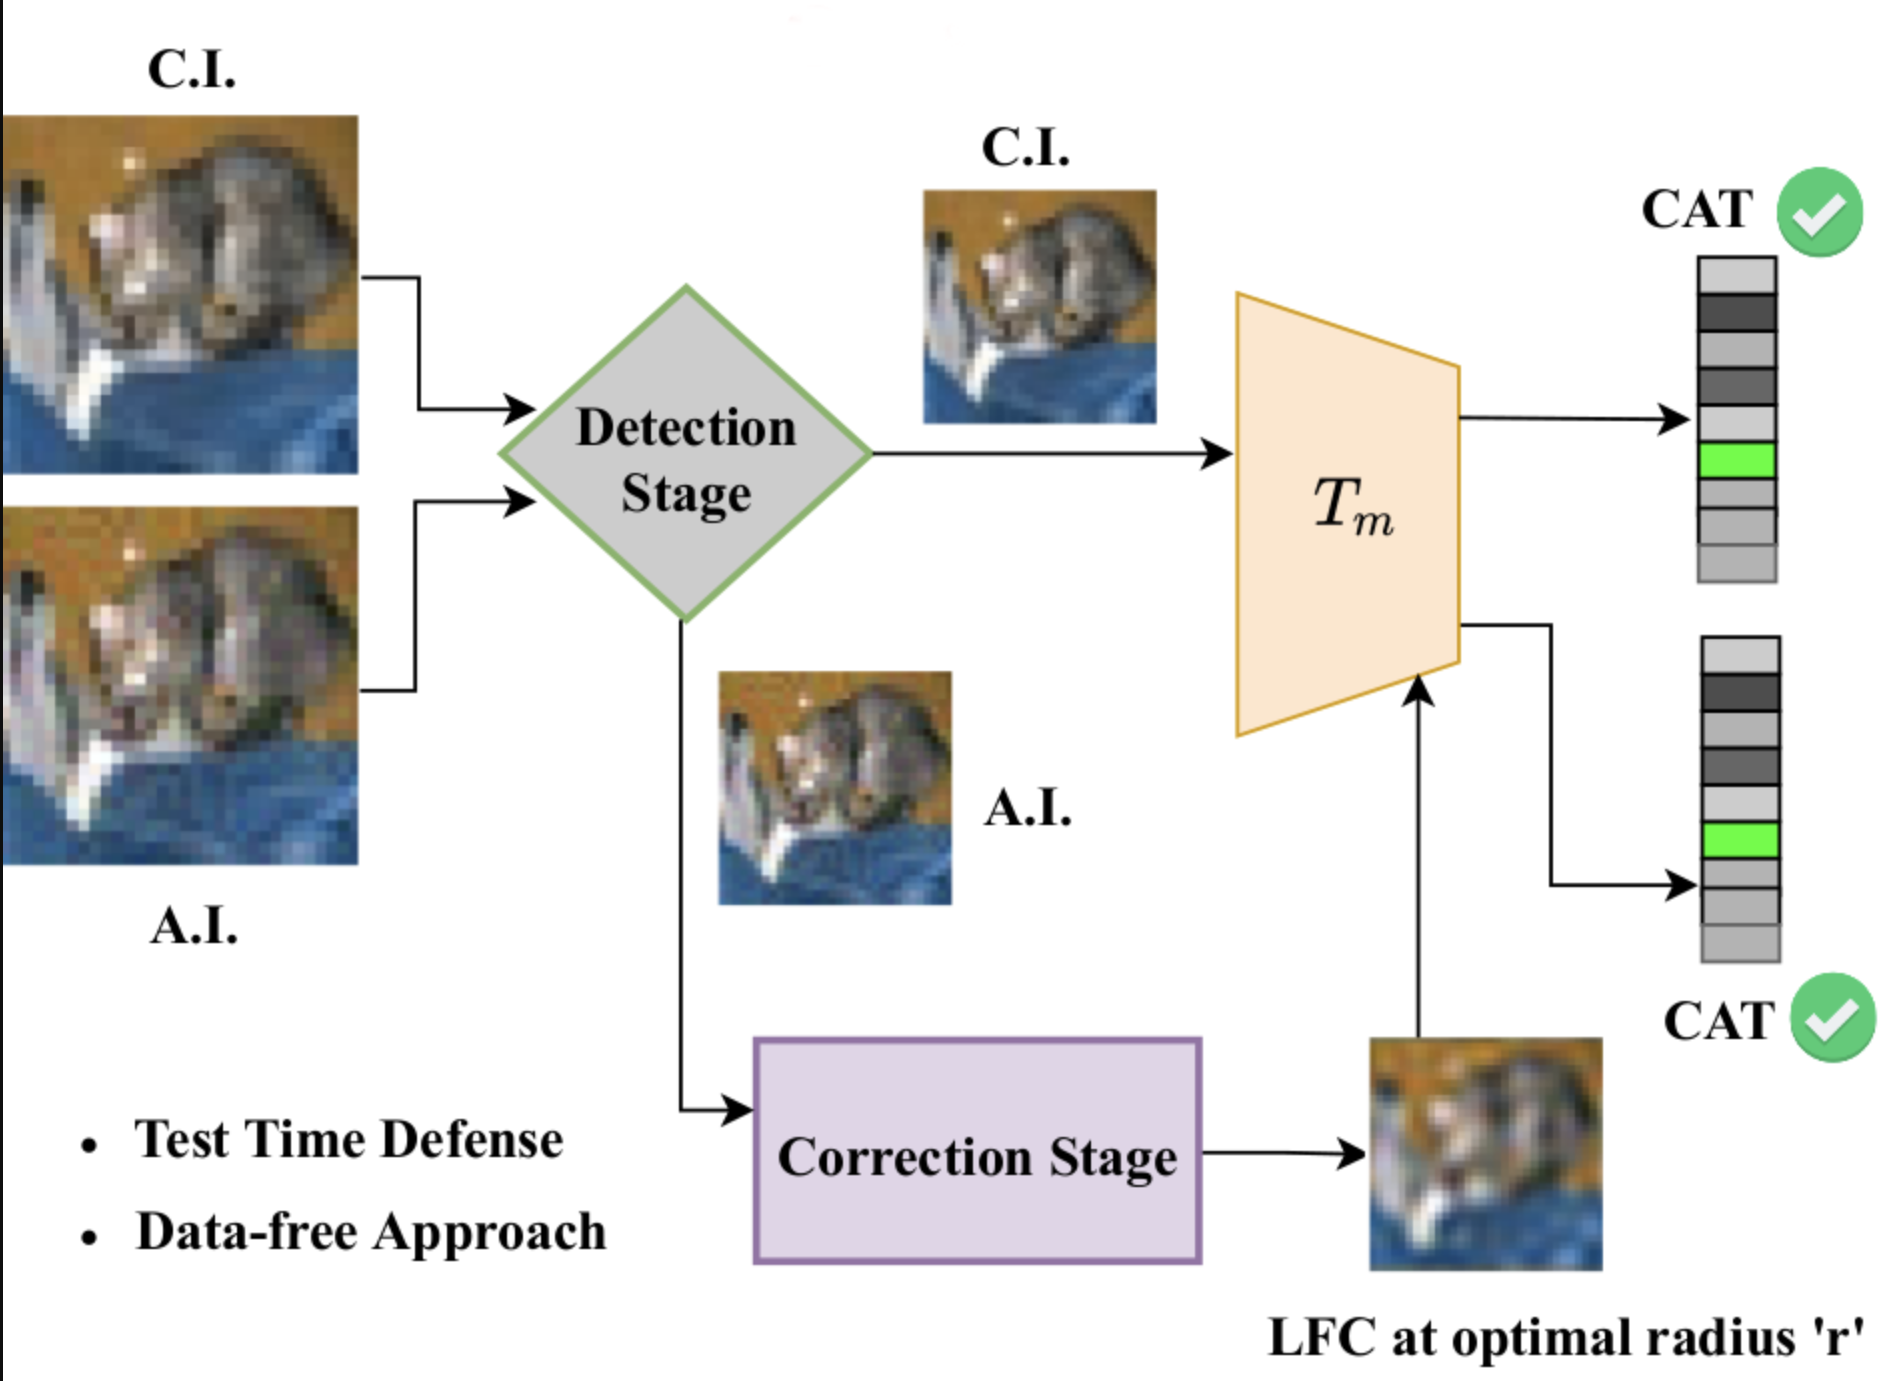 C.I.
C.I.
CAT
Detection
Stage
T_m
A.I.
A.I.
CAT
• Test Time Defense
Correction Stage
• Data-free Approach
LFC at optimal radius 'r'